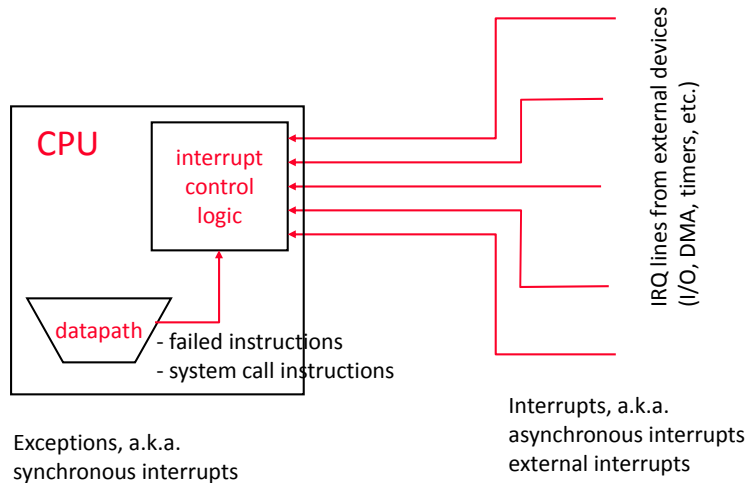 CPU
interrupt
control
logic
datapath
- failed instructions
- system call instructions
IRQ lines from external devices
(I/O, DMA, timers, etc.)
Exceptions, a.k.a.
synchronous interrupts
Interrupts, a.k.a.
asynchronous interrupts
external interrupts